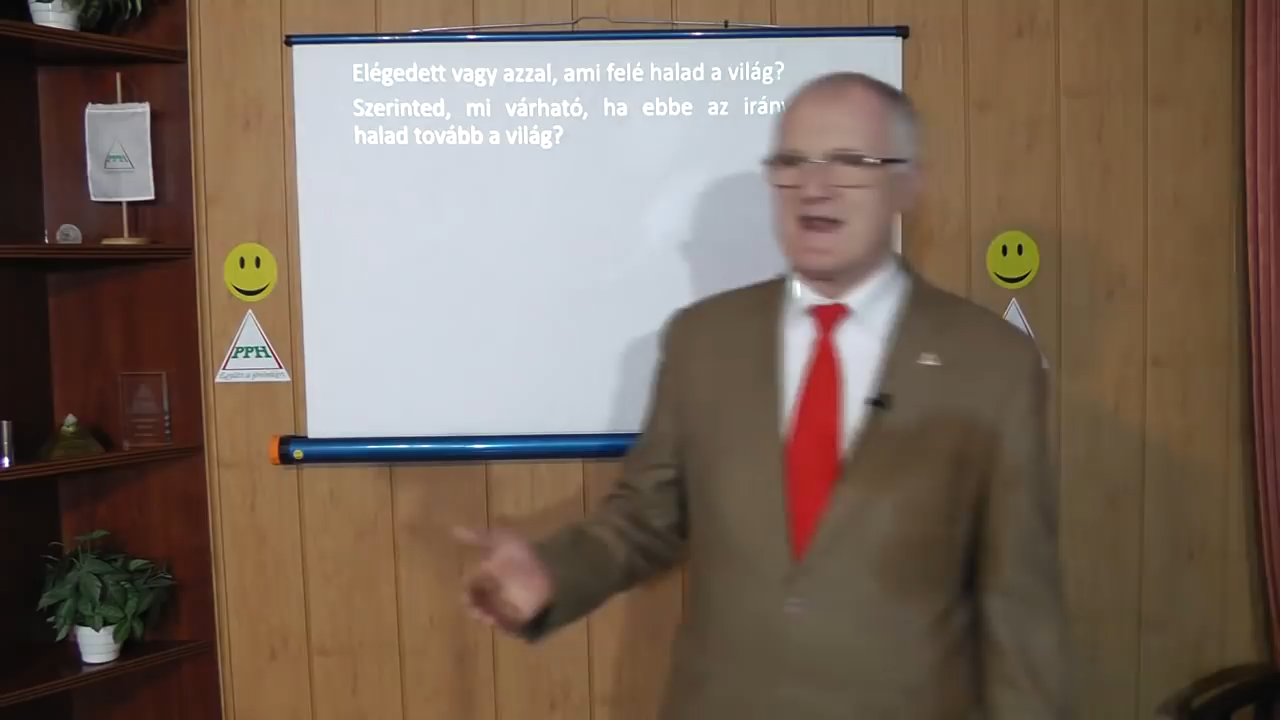 Elégedett vagy azzal, ami felé halad a világ?
Szerinted, mi várható, ha ebbe az irány
halad tovább a világ?
PPH
PPH